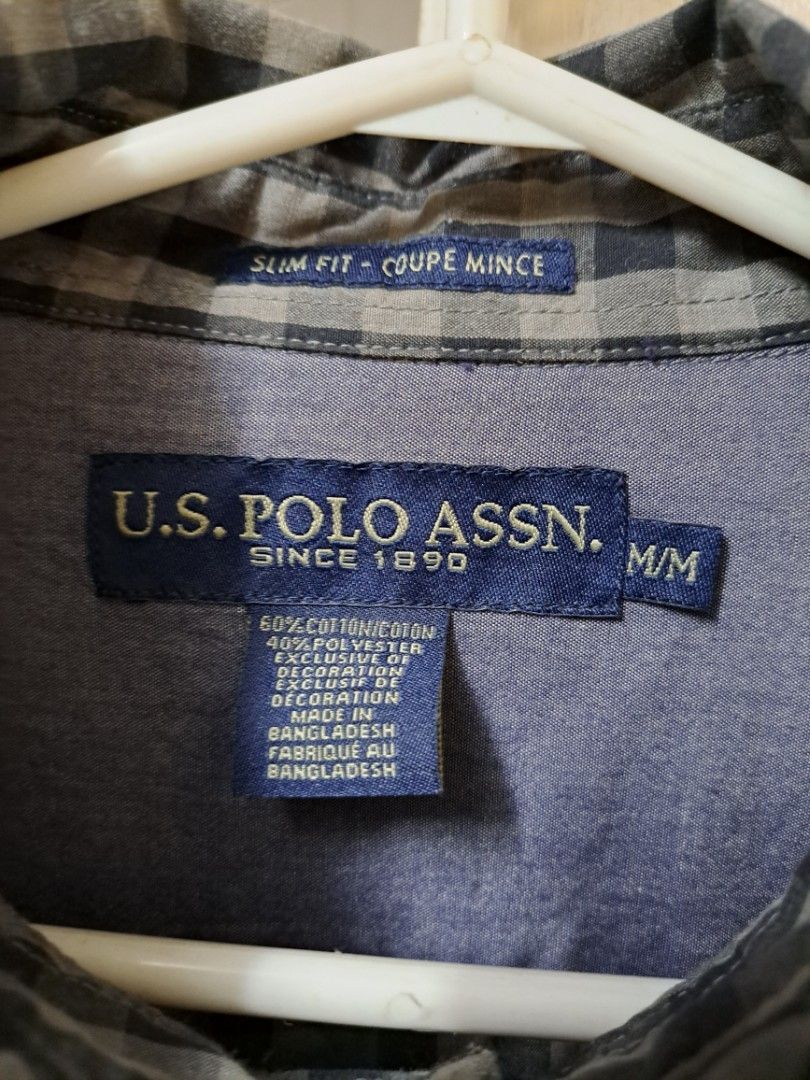 SLIM FIT - COUPE MINCE
U.S. POLO ASSN.
SINCE 1890
M/M
60% COTTON/COTON
40% POLYESTER
EXCLUSIVE OF
DECORATION
EXCLUSIF DE
DÉCORATION
MADE IN
BANGLADESH
FABRIQUÉ AU
BANGLADESH